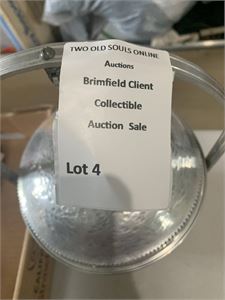 TWO OLD SOULS ONLINE
Auctions
Brimfield Client
Collectible
Auction Sale
Lot 4